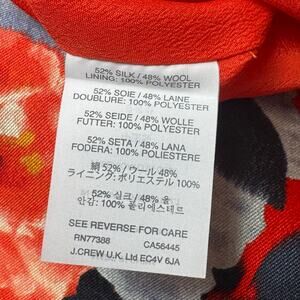 52% SILK / 48% WOOL
LINING: 100% POLYESTER
52% SOIE / 48% LAINE
DOUBLURE: 100% POLYESTER
52% SEIDE / 48% WOLLE
FUTTER: 100% POLYESTER
52% SETA / 48% LANA
FODERA: 100% POLIESTERE
絹 52% / ウール 48%
ライニング: ポリエステル 100%
52% 실크 / 48% 울
안감: 100% 폴리에스테르
SEE REVERSE FOR CARE
RN77388 CA56445
J.CREW U.K. Ltd EC4V 6JA